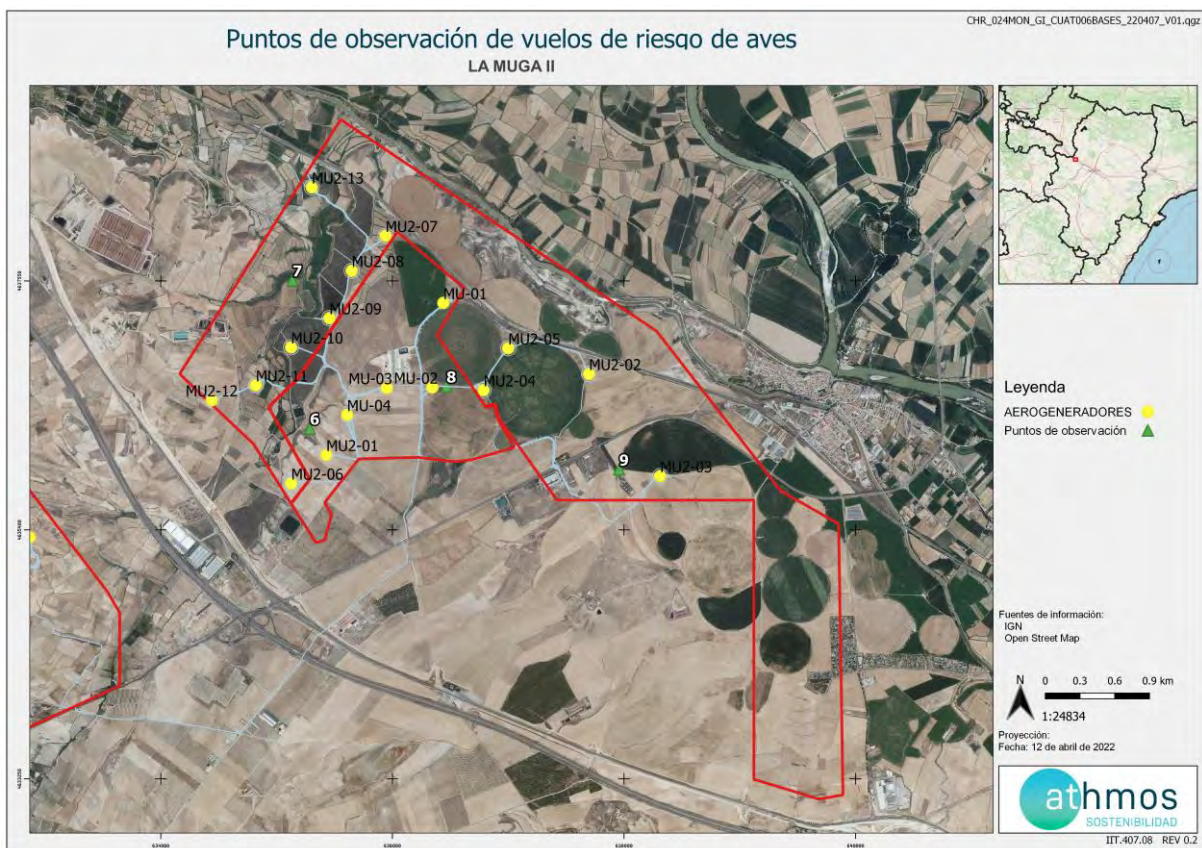 CHR_024MON_GI_CUAT006BASES_220407_V01.qgz
Puntos de observación de vuelos de riesgo de aves
LA MUGA II
MU2-13
MU2-07
MU2-08
7
MU-01
MU2-09
MU2-10
MU2-05
MU2-02
MU2-11
MU-03
MU-02
8
MU2-04
MU2-12
MU-04
6
MU2-01
9
MU2-03
MU2-06
Leyenda
AEROGENERADORES
Puntos de observación
Fuentes de información:
IGN
Open Street Map
N
0 0.3 0.6 0.9 km
1:24834
Proyección:
Fecha: 12 de abril de 2022
athmos
SOSTENIBILIDAD
IIT.407.08 REV 0.2